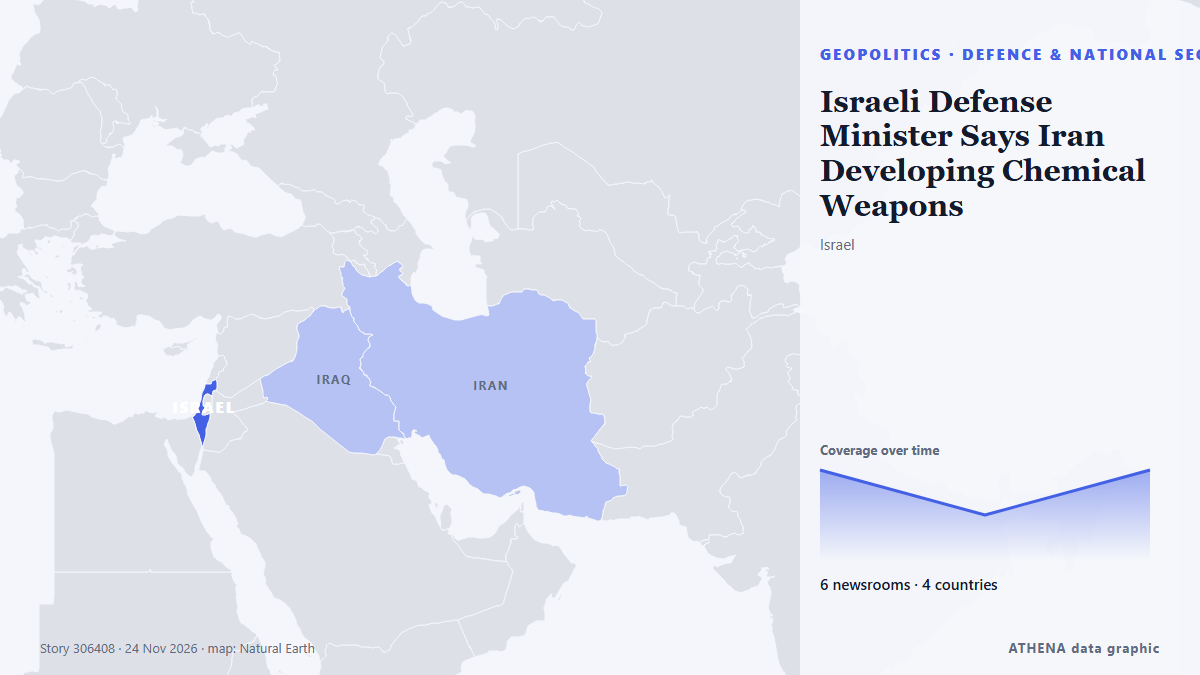 GEOPOLITICS · DEFENCE & NATIONAL
Israeli Defense
Minister Says Iran
Developing Chemical
Weapons
Israel
IRAQ
IRAN
ISRAEL
Coverage over time
6 newsrooms · 4 countries
Story 306408 · 24 Nov 2026 · map: Natural Earth
ATHENA data graphic